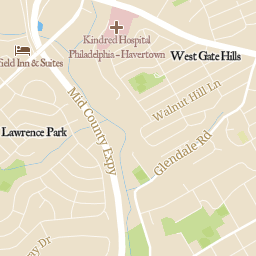 Kindred Hospital
Philadelphia - Havertown
West Gate Hills
field Inn & Suites
Walnut Hill Ln
Mid County Expy
Lawrence Park
Glendale Rd
ay Dr